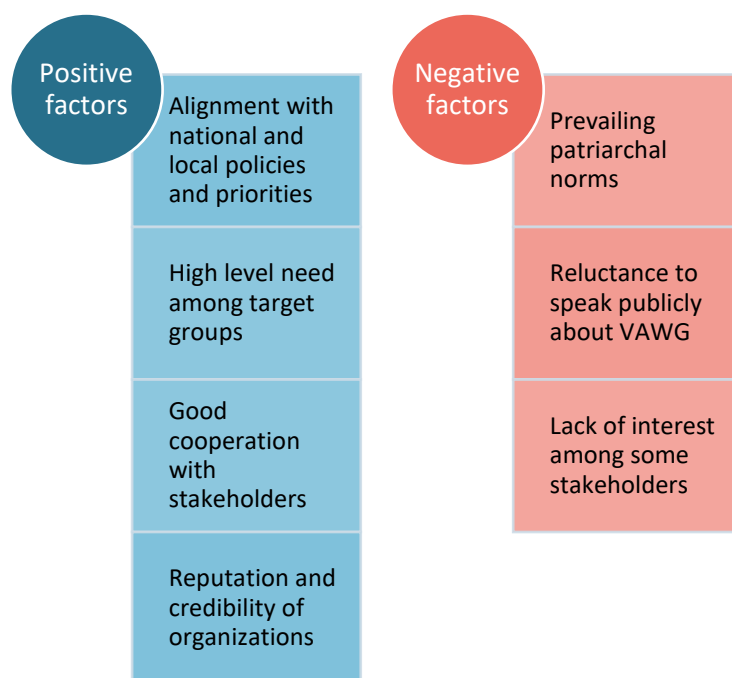 Positive
factors
Alignment with
national and
local policies
and priorities
High level need
among target
groups
Good
cooperation
with
stakeholders
Reputation and
credibility of
organizations
Negative
factors
Prevailing
patriarchal
norms
Reluctance to
speak publicly
about VAWG
Lack of interest
among some
stakeholders